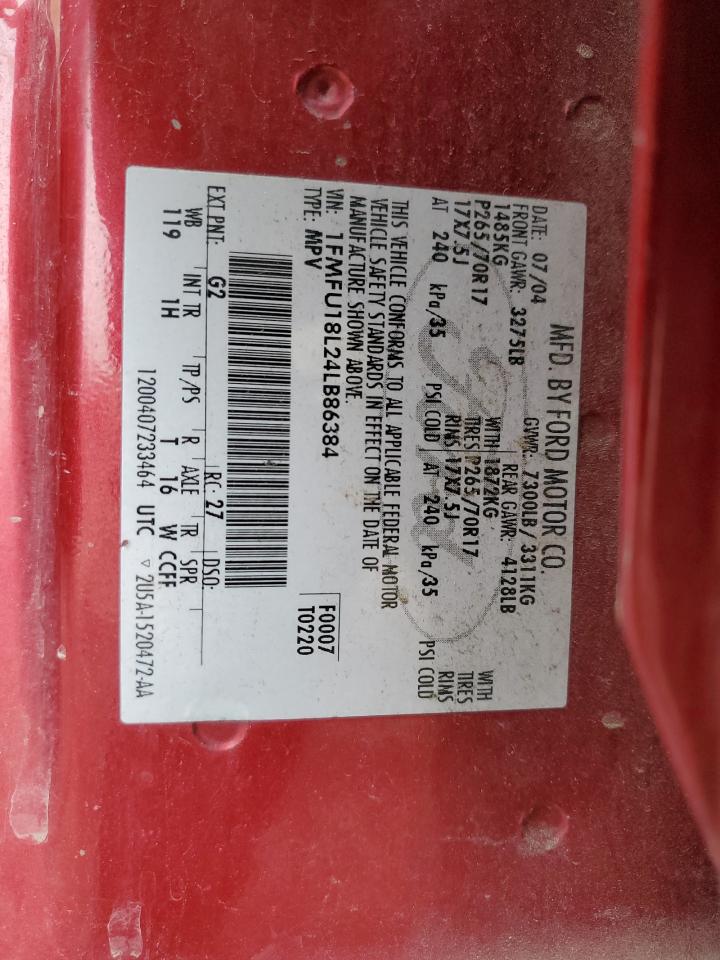 MFD. BY FORD MOTOR CO.
DATE: 07/04 GVWR: 7300LB/ 3311KG
FRONT GAWR: 3275LB REAR GAWR: 4128LB
1485KG WITH 1872KG WITH
P265/70R17 TIRES P265/70R17 TIRES
17X7.5J RIMS 17X7.5J RIMS
AT 240 kPa/35 PSI COLD AT 240 kPa/35 PSI COLD
THIS VEHICLE CONFORMS TO ALL APPLICABLE FEDERAL MOTOR
VEHICLE SAFETY STANDARDS IN EFFECT ON THE DATE OF
MANUFACTURE SHOWN ABOVE.
VIN: 1FMFU18L24LB86384 F0007
TYPE: MPV T0220
EXT PNT: G2 RC: 27 DSO:
WB INT TR TP/PS R AXLE TR SPR
119 1H T 16 W CCFF
1200407233464 UTC ▽ 2U5A-1520472-AA